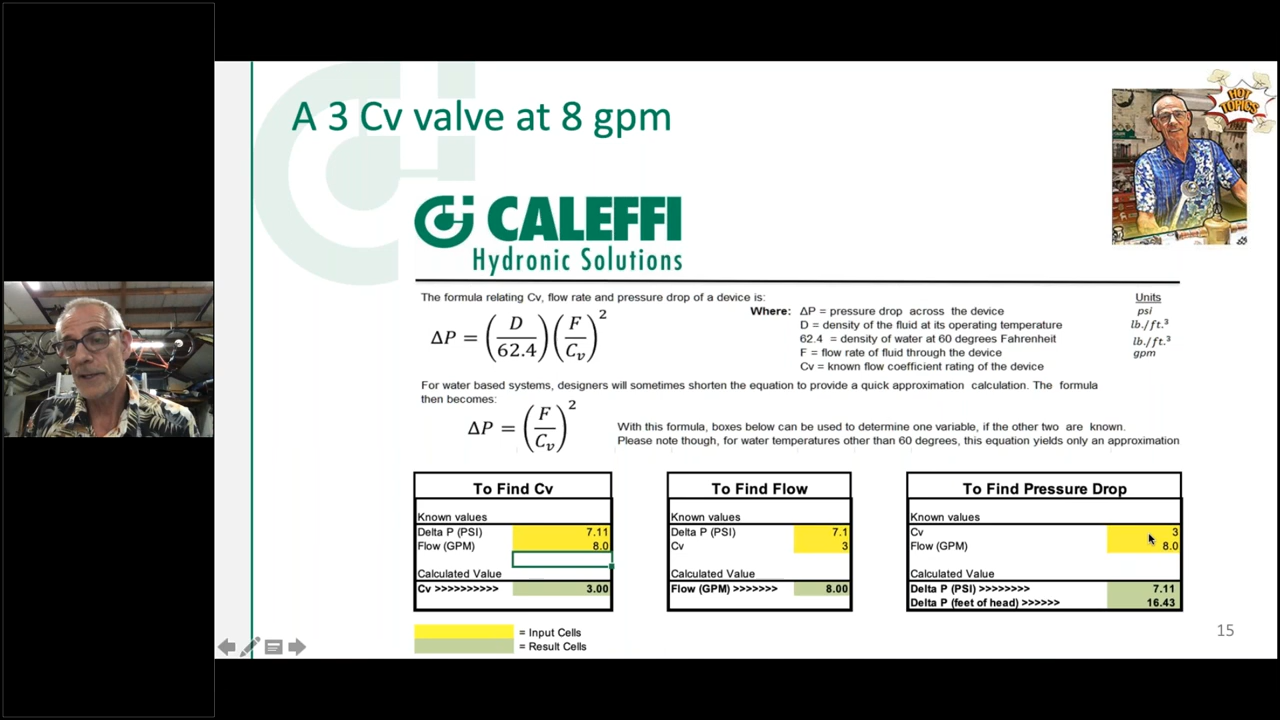 A 3 Cv valve at 8 gpm
HOT TOPICS
CALEFFI
Hydronic Solutions
The formula relating Cv, flow rate and pressure drop of a device is:
ΔP = (D/62.4)(F/Cv)²
Where: ΔP = pressure drop across the device
D = density of the fluid at its operating temperature
62.4 = density of water at 60 degrees Fahrenheit
F = flow rate of fluid through the device
Cv = known flow coefficient rating of the device
Units
psi
lb./ft.³
lb./ft.³
gpm
For water based systems, designers will sometimes shorten the equation to provide a quick approximation calculation. The formula
then becomes:
ΔP = (F/Cv)²
With this formula, boxes below can be used to determine one variable, if the other two are known.
Please note though, for water temperatures other than 60 degrees, this equation yields only an approximation
To Find Cv
Known values
Delta P (PSI) 7.11
Flow (GPM) 8.0
Calculated Value
Cv >>>>>>>>>> 3.00
To Find Flow
Known values
Delta P (PSI) 7.1
Cv 3
Calculated Value
Flow (GPM) >>>>>>> 8.00
To Find Pressure Drop
Known values
Cv 3
Flow (GPM) 8.0
Calculated Value
Delta P (PSI) >>>>>>>> 7.11
Delta P (feet of head) >>>>>> 16.43
= Input Cells
= Result Cells
15